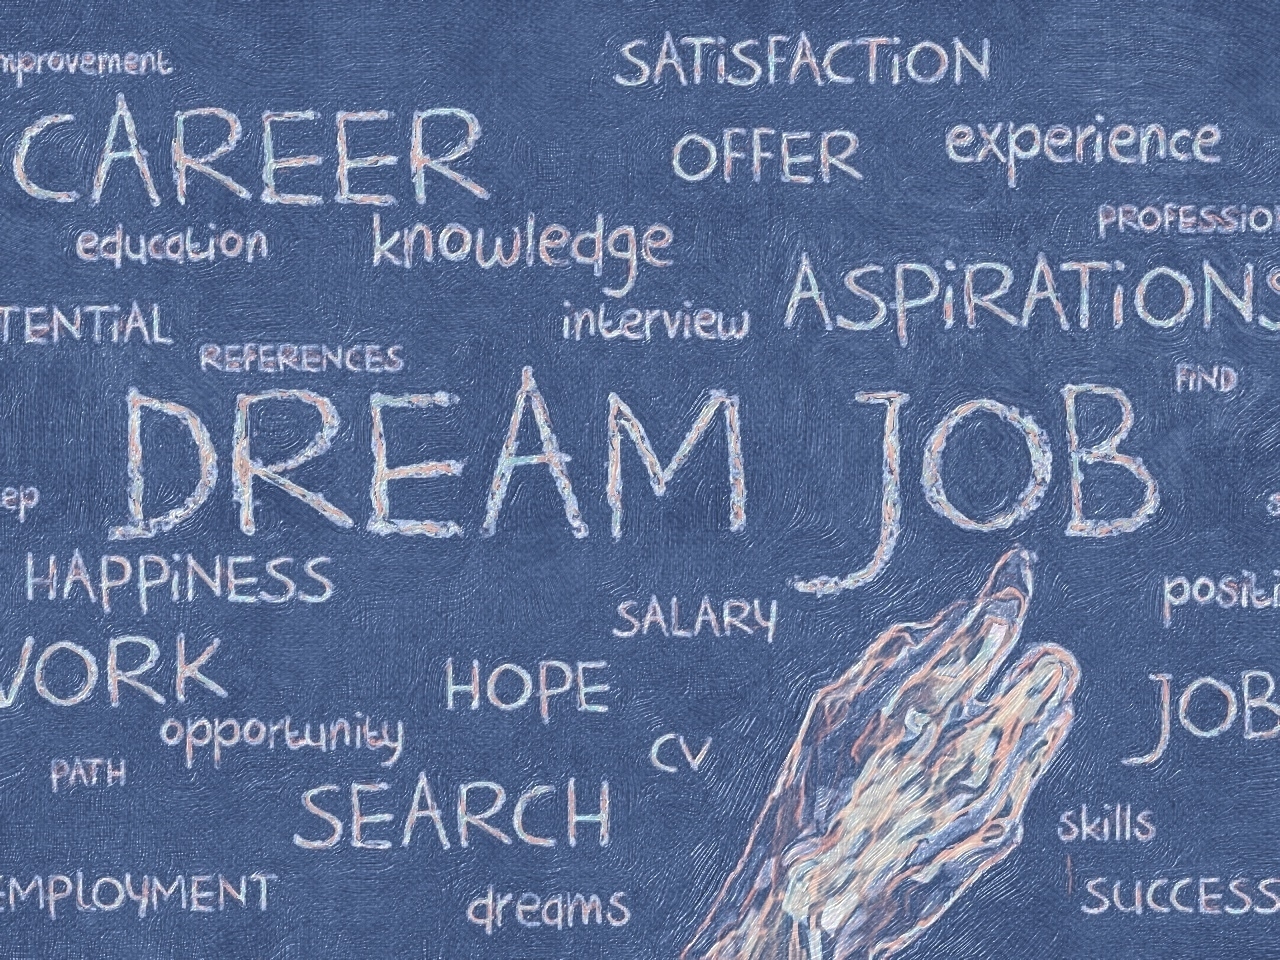 mprovement
SATiSFACTiON
CAREER
OFFER
experience
PROFESSIO
education
knowledge
ASPiRATiONS
TENTiAL
interview
REFERENCES
FiND
DREAM JOB
ep
HAPPiNESS
positi
SALARY
WORK
HOPE
JOB
opportunity
CV
PATH
SEARCH
skills
EMPLOYMENT
dreams
SUCCESS